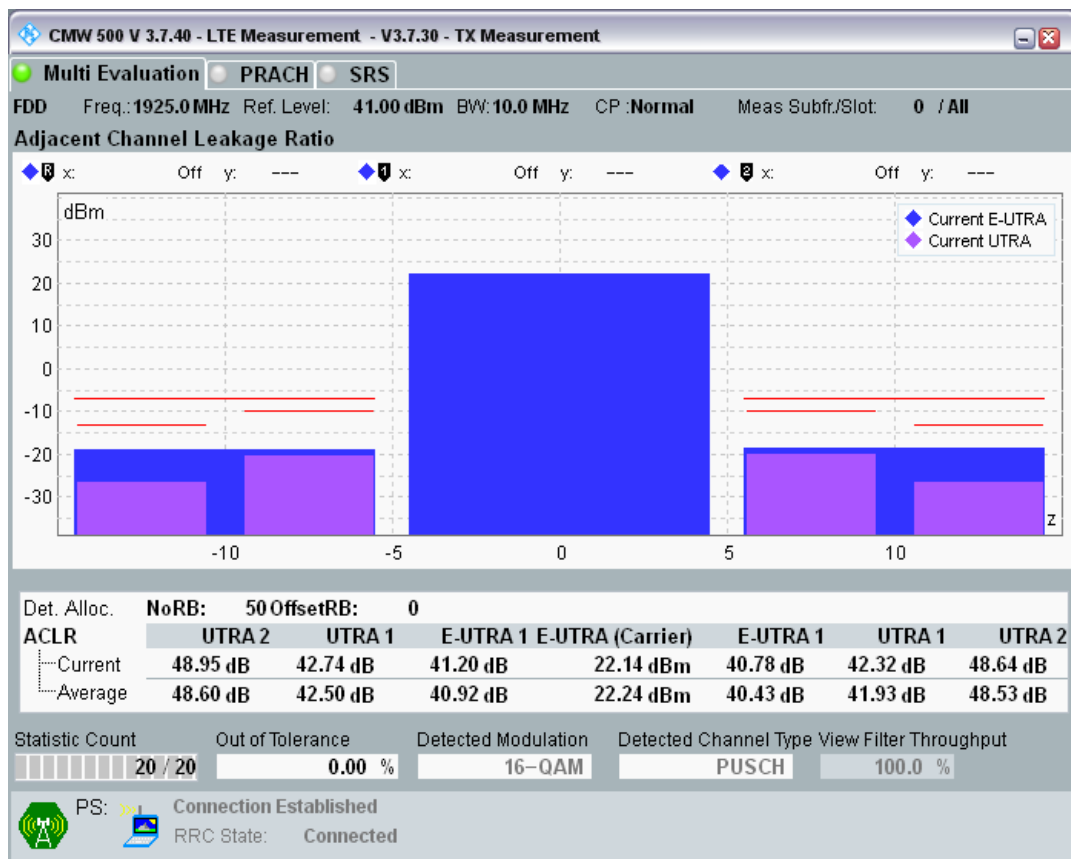 CMW 500 V 3.7.40 - LTE Measurement - V3.7.30 - TX Measurement
Multi Evaluation PRACH SRS
FDD Freq.:1925.0 MHz Ref. Level: 41.00 dBm BW:10.0 MHz CP :Normal Meas Subfr./Slot: 0 / All
Adjacent Channel Leakage Ratio
R x: Off y: --- 1 x: Off y: --- 2 x: Off y: ---
dBm
Current E-UTRA
Current UTRA
30
20
10
0
-10
-20
-30
z
-10 -5 0 5 10
Det. Alloc. NoRB: 50 OffsetRB: 0
ACLR UTRA 2 UTRA 1 E-UTRA 1 E-UTRA (Carrier) E-UTRA 1 UTRA 1 UTRA 2
Current 48.95 dB 42.74 dB 41.20 dB 22.14 dBm 40.78 dB 42.32 dB 48.64 dB
Average 48.60 dB 42.50 dB 40.92 dB 22.24 dBm 40.43 dB 41.93 dB 48.53 dB
Statistic Count Out of Tolerance Detected Modulation Detected Channel Type View Filter Throughput
20 / 20 0.00 % 16-QAM PUSCH 100.0 %
PS: Connection Established
RRC State: Connected